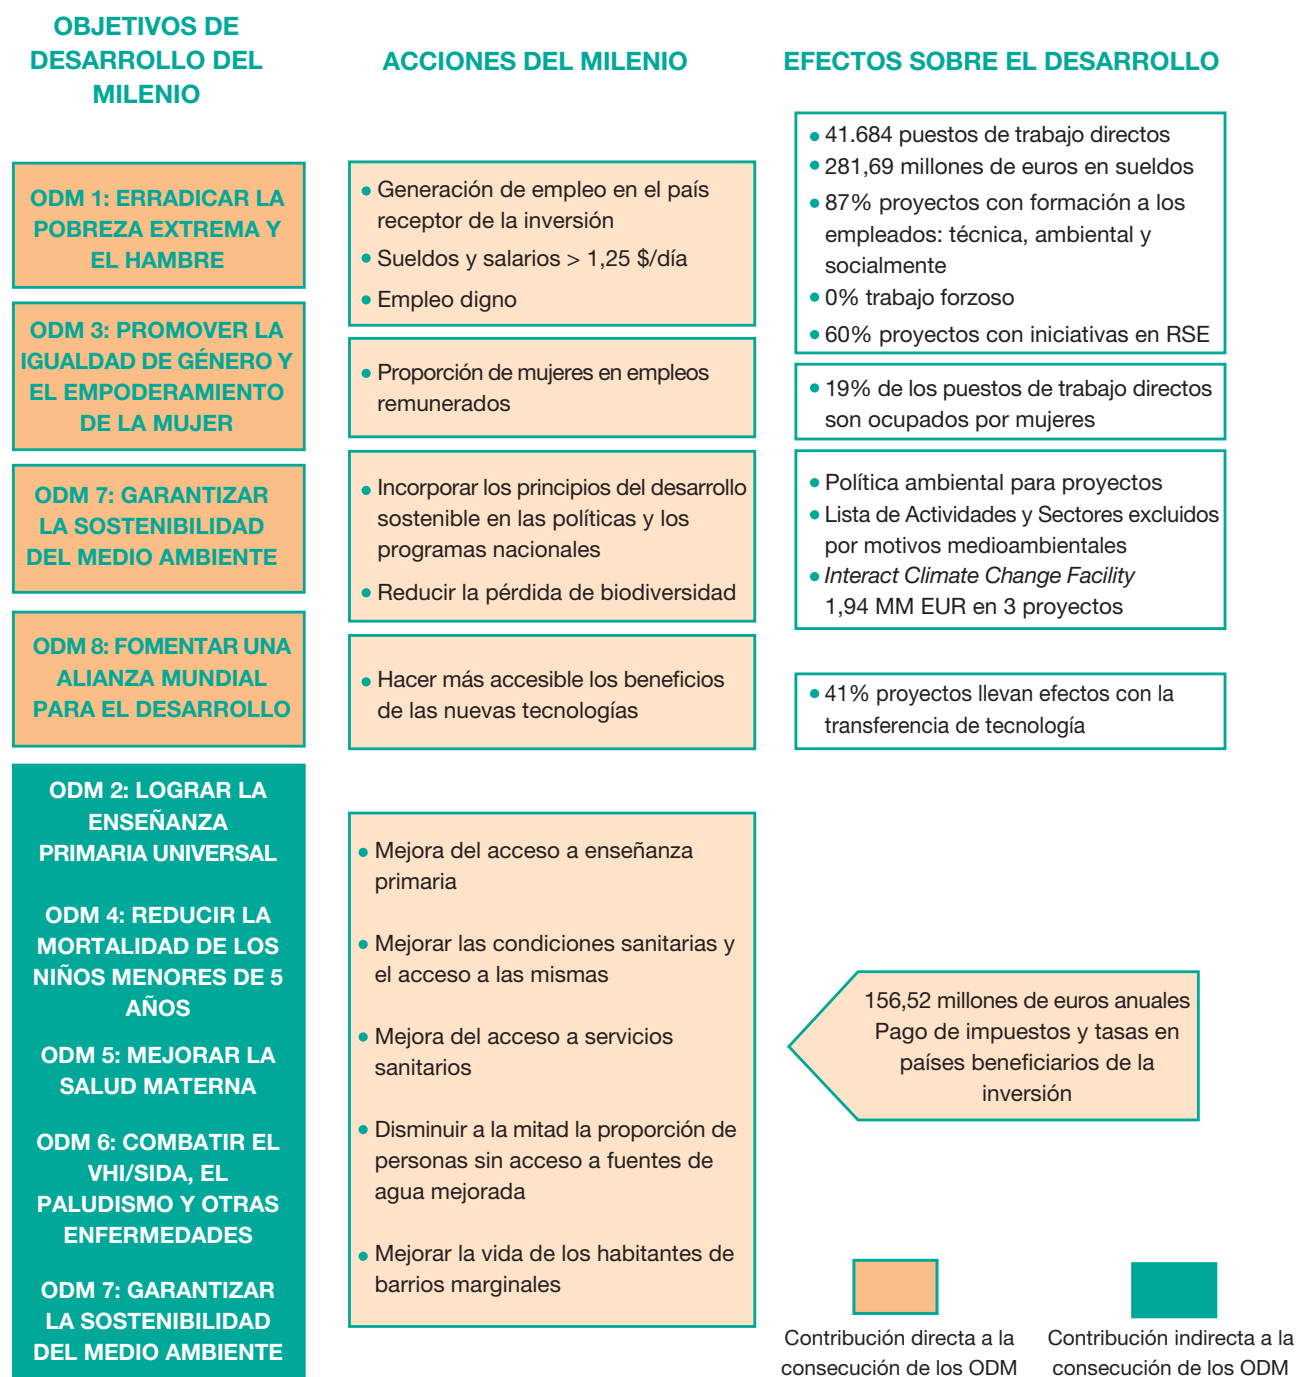 OBJETIVOS DE
DESARROLLO DEL
MILENIO
ACCIONES DEL MILENIO
EFECTOS SOBRE EL DESARROLLO
ODM 1: ERRADICAR LA
POBREZA EXTREMA Y
EL HAMBRE
• Generación de empleo en el país
receptor de la inversión
• Sueldos y salarios > 1,25 $/día
• Empleo digno
• 41.684 puestos de trabajo directos
• 281,69 millones de euros en sueldos
• 87% proyectos con formación a los
empleados: técnica, ambiental y
socialmente
• 0% trabajo forzoso
• 60% proyectos con iniciativas en RSE
ODM 3: PROMOVER LA
IGUALDAD DE GÉNERO Y
EL EMPODERAMIENTO
DE LA MUJER
• Proporción de mujeres en empleos
remunerados
• 19% de los puestos de trabajo directos
son ocupados por mujeres
ODM 7: GARANTIZAR
LA SOSTENIBILIDAD
DEL MEDIO AMBIENTE
• Incorporar los principios del desarrollo
sostenible en las políticas y los
programas nacionales
• Reducir la pérdida de biodiversidad
• Política ambiental para proyectos
• Lista de Actividades y Sectores excluidos
por motivos medioambientales
• Interact Climate Change Facility
1,94 MM EUR en 3 proyectos
ODM 8: FOMENTAR UNA
ALIANZA MUNDIAL
PARA EL DESARROLLO
• Hacer más accesible los beneficios
de las nuevas tecnologías
• 41% proyectos llevan efectos con la
transferencia de tecnología
ODM 2: LOGRAR LA
ENSEÑANZA
PRIMARIA UNIVERSAL
ODM 4: REDUCIR LA
MORTALIDAD DE LOS
NIÑOS MENORES DE 5
AÑOS
ODM 5: MEJORAR LA
SALUD MATERNA
ODM 6: COMBATIR EL
VHI/SIDA, EL
PALUDISMO Y OTRAS
ENFERMEDADES
ODM 7: GARANTIZAR
LA SOSTENIBILIDAD
DEL MEDIO AMBIENTE
• Mejora del acceso a enseñanza
primaria
• Mejorar las condiciones sanitarias y
el acceso a las mismas
• Mejora del acceso a servicios
sanitarios
• Disminuir a la mitad la proporción de
personas sin acceso a fuentes de
agua mejorada
• Mejorar la vida de los habitantes de
barrios marginales
156,52 millones de euros anuales
Pago de impuestos y tasas en
países beneficiarios de la
inversión
Contribución directa a la
consecución de los ODM
Contribución indirecta a la
consecución de los ODM